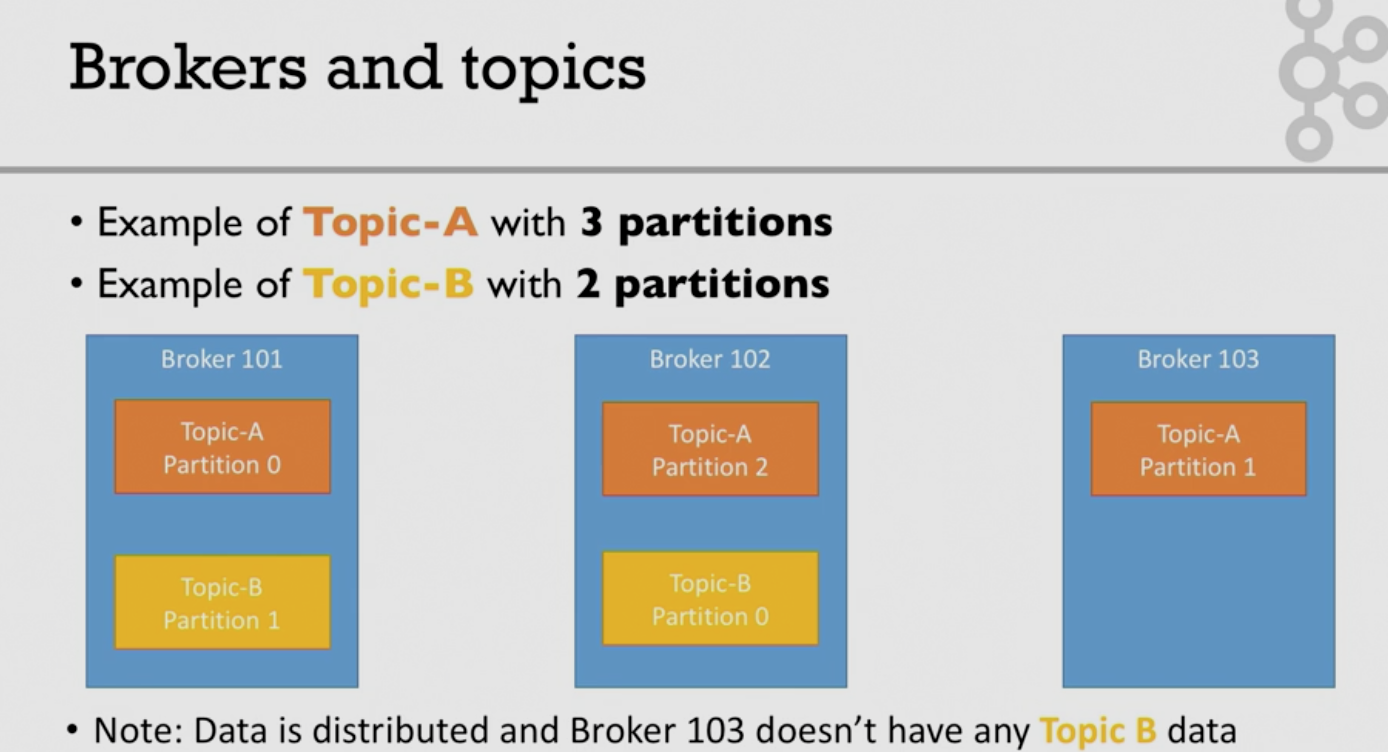 Brokers and topics
• Example of Topic-A with 3 partitions
• Example of Topic-B with 2 partitions
Broker 101
Topic-A
Partition 0
Topic-B
Partition 1
Broker 102
Topic-A
Partition 2
Topic-B
Partition 0
Broker 103
Topic-A
Partition 1
• Note: Data is distributed and Broker 103 doesn’t have any Topic B data